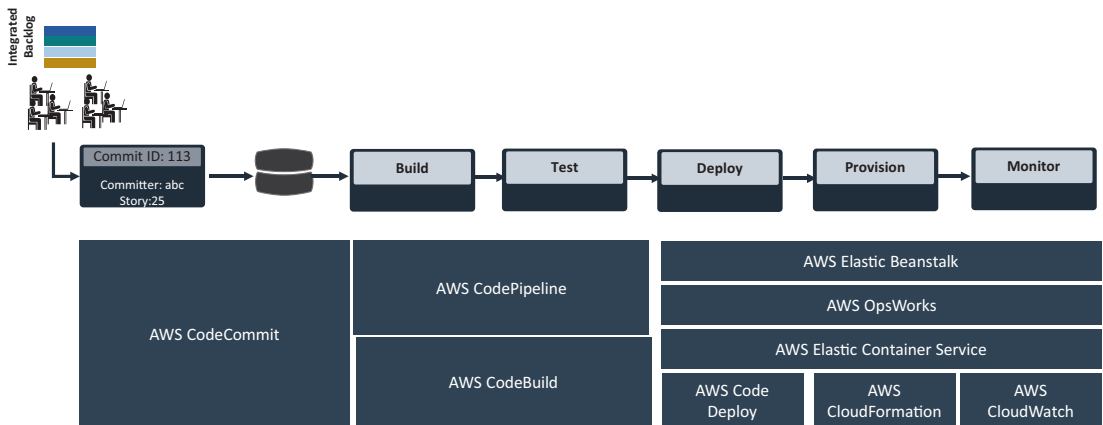 Integrated
Backlog
Commit ID: 113
Committer: abc
Story:25
Build
Test
Deploy
Provision
Monitor
AWS CodeCommit
AWS CodePipeline
AWS CodeBuild
AWS Elastic Beanstalk
AWS OpsWorks
AWS Elastic Container Service
AWS Code
Deploy
AWS
CloudFormation
AWS
CloudWatch